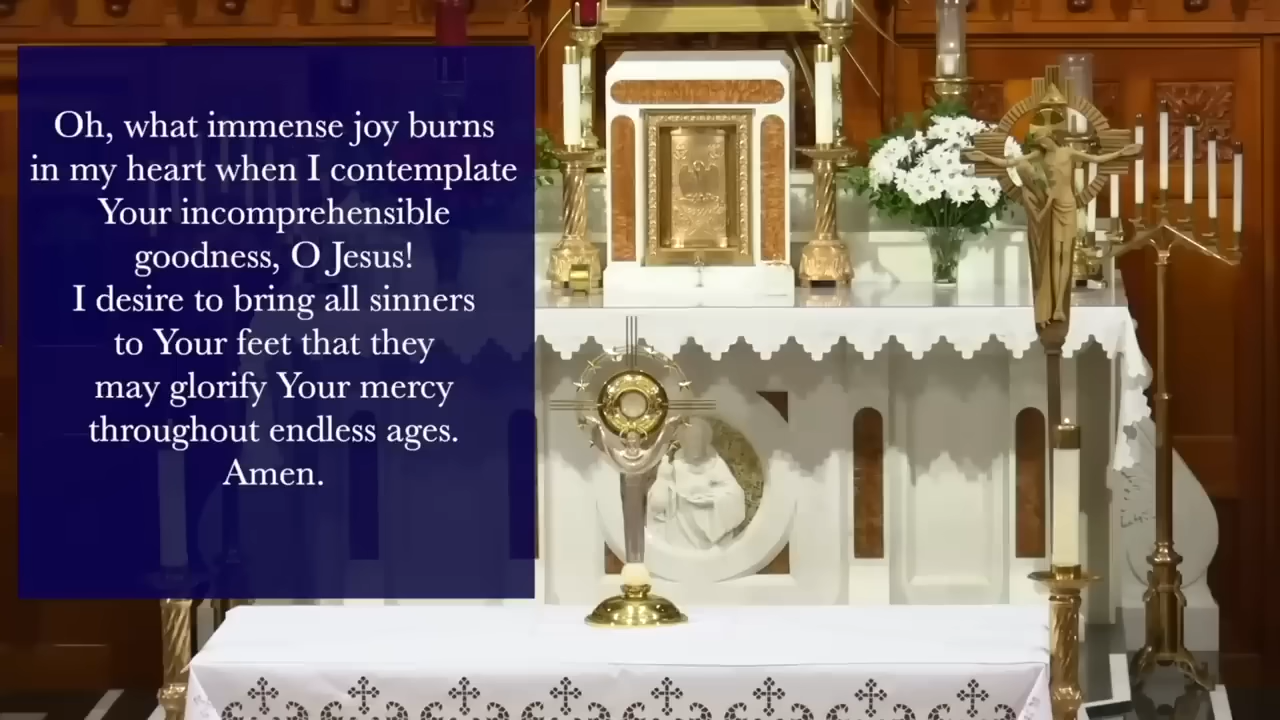 Oh, what immense joy burns
in my heart when I contemplate
Your incomprehensible
goodness, O Jesus!
I desire to bring all sinners
to Your feet that they
may glorify Your mercy
throughout endless ages.
Amen.